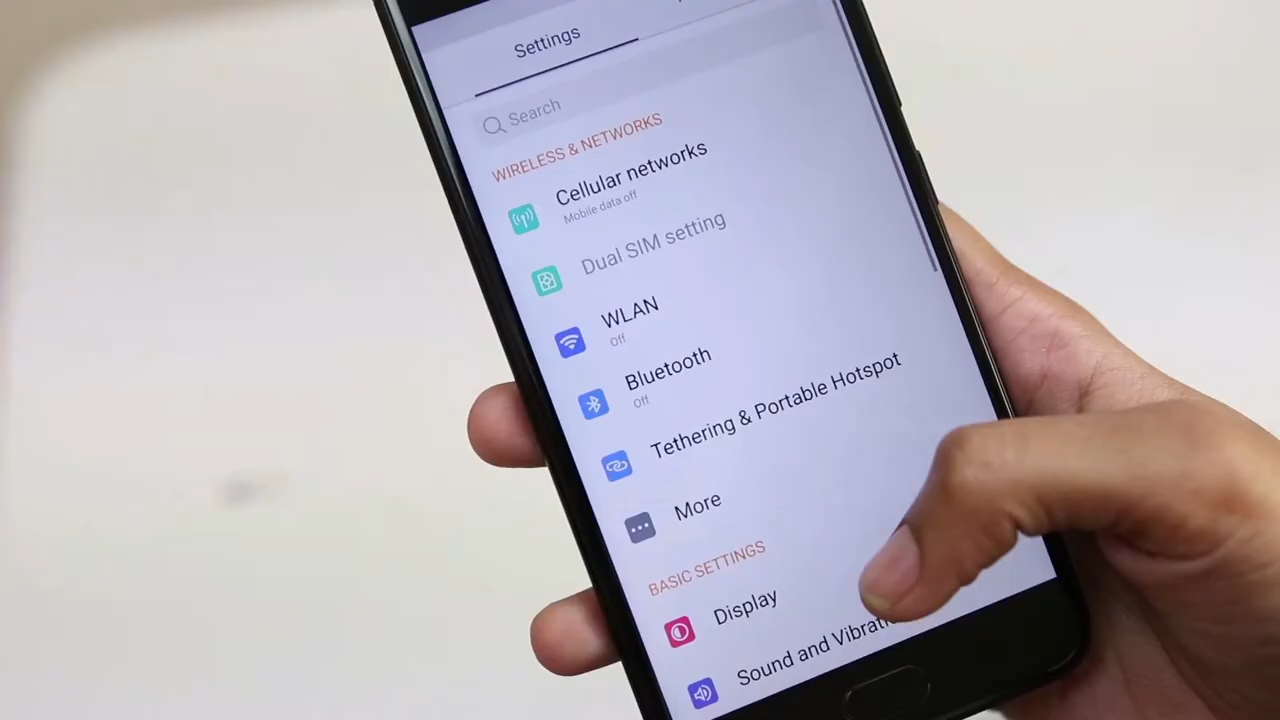 Settings
Search
WIRELESS & NETWORKS
Cellular networks
Mobile data off
Dual SIM setting
WLAN
Off
Bluetooth
Off
Tethering & Portable Hotspot
More
BASIC SETTINGS
Display
Sound and Vibrati